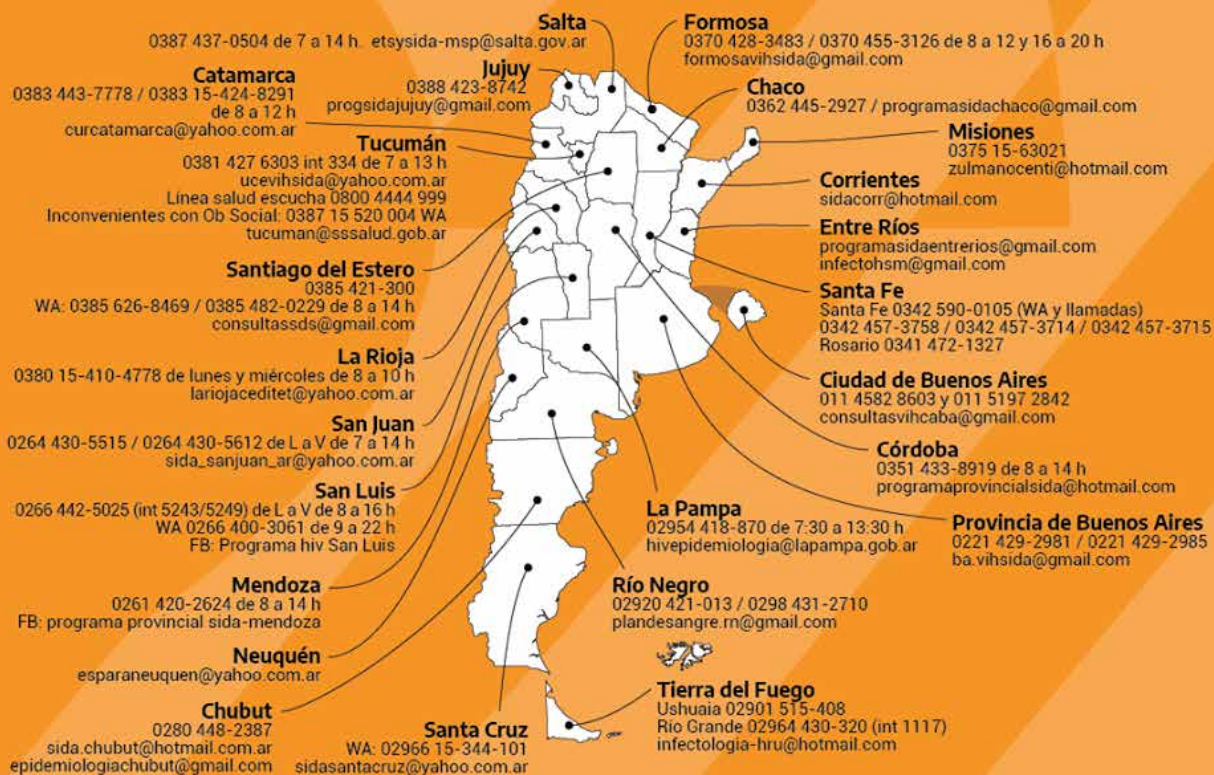 Salta
0387 437-0504 de 7 a 14 h. etsysida-msp@salta.gov.ar
Formosa
0370 428-3483 / 0370 455-3126 de 8 a 12 y 16 a 20 h
formosavihsida@gmail.com
Jujuy
0388 423-8742
progsidajujuy@gmail.com
Catamarca
0383 443-7778 / 0383 15-424-8291
de 8 a 12 h
curcatamarca@yahoo.com.ar
Chaco
0362 445-2927 / programasidachaco@gmail.com
Misiones
0375 15-63021
zulmanocenti@hotmail.com
Tucumán
0381 427 6303 int 334 de 7 a 13 h
ucevihsida@yahoo.com.ar
Línea salud escucha 0800 4444 999
Inconvenientes con Ob Social: 0387 15 520 004 WA
tucuman@sssalud.gob.ar
Corrientes
sidacorr@hotmail.com
Entre Ríos
programasidaentrerios@gmail.com
infectohsm@gmail.com
Santiago del Estero
0385 421-300
WA: 0385 626-8469 / 0385 482-0229 de 8 a 14 h
consultassds@gmail.com
Santa Fe
Santa Fe 0342 590-0105 (WA y llamadas)
0342 457-3758 / 0342 457-3714 / 0342 457-3715
Rosario 0341 472-1327
La Rioja
0380 15-410-4778 de lunes y miércoles de 8 a 10 h
lariojaceditet@yahoo.com.ar
Ciudad de Buenos Aires
011 4582 8603 y 011 5197 2842
consultasvihcaba@gmail.com
San Juan
0264 430-5515 / 0264 430-5612 de L a V de 7 a 14 h
sida_sanjuan_ar@yahoo.com.ar
Córdoba
0351 433-8919 de 8 a 14 h
programaprovincialsida@hotmail.com
San Luis
0266 442-5025 (int 5243/5249) de L a V de 8 a 16 h
WA 0266 400-3061 de 9 a 22 h
FB: Programa hiv San Luis
La Pampa
02954 418-870 de 7:30 a 13:30 h
hivepidemiologia@lapampa.gob.ar
Provincia de Buenos Aires
0221 429-2981 / 0221 429-2985
ba.vihsida@gmail.com
Mendoza
0261 420-2624 de 8 a 14 h
FB: programa provincial sida-mendoza
Río Negro
02920 421-013 / 0298 431-2710
plandesangre.rn@gmail.com
Neuquén
esparaneuquen@yahoo.com.ar
Chubut
0280 448-2387
sida.chubut@hotmail.com.ar
epidemiologiachubut@gmail.com
Santa Cruz
WA: 02966 15-344-101
sidasantacruz@yahoo.com.ar
Tierra del Fuego
Ushuaia 02901 515-408
Río Grande 02964 430-320 (int 1117)
infectologia-hru@hotmail.com